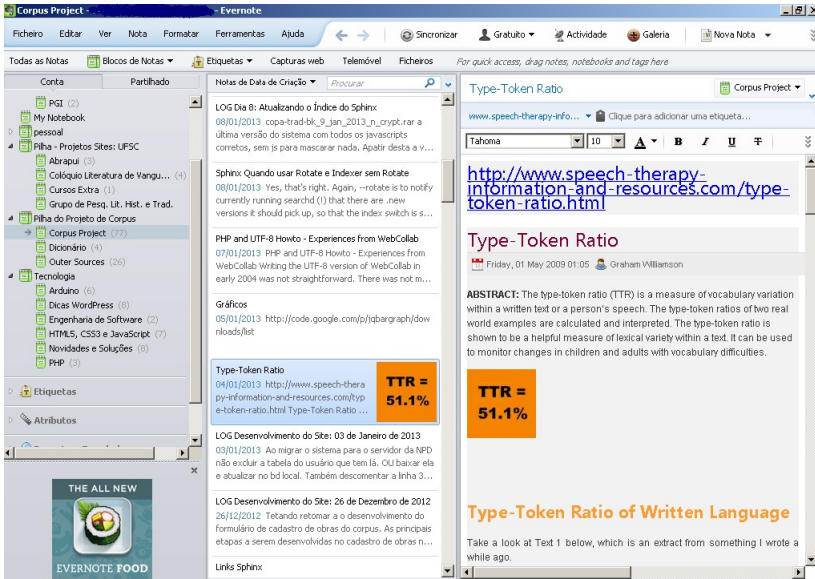 Corpus Project - - Evernote
Ficheiro Editar Ver Nota Formatar Ferramentas Ajuda Sincronizar Gratuito Actividade Galeria Nova Nota
Todas as Notas Blocos de Notas Etiquetas Capturas web Telemóvel Ficheiros For quick access, drag notes, notebooks and tags here
Conta Partilhado
PGI (2)
My Notebook
pessoal
Pilha - Projetos Sites: UFSC
Abrapui (3)
Colóquio Literatura de Vangu... (4)
Cursos Extra (1)
Grupo de Pesq. Lit. Hist. e Trad.
Pilha do Projeto de Corpus
Corpus Project (77)
Dicionário (4)
Outer Sources (26)
Tecnologia
Arduino (6)
Dicas WordPress (8)
Engenharia de Software (2)
HTML5, CSS3 e JavaScript (7)
Novidades e Soluções (8)
PHP (3)
Etiquetas
Atributos
THE ALL NEW
EVERNOTE FOOD
Notas de Data de Criação Procurar
LOG Dia 8: Atualizando o Índice do Sphinx
08/01/2013 copa-trad-bk_9_jan_2013_n_crypt.rar a
última versão do sistema com todos os javascripts
corretos, sem js para mascarar nada. Apatir desta a v...
Sphinx Quando usar Rotate e Indexer sem Rotate
08/01/2013 Yes, that's right. Again, --rotate is to notify
currently running searchd (!) that there are .new
versions it should pick up, so that the index switch is s...
PHP and UTF-8 Howto - Experiences from WebCollab
07/01/2013 PHP and UTF-8 Howto - Experiences from
WebCollab Writing the UTF-8 version of WebCollab in
early 2004 was not straightforward. There was not m...
Gráficos
05/01/2013 http://code.google.com/p/jqbargraph/dow
nloads/list
Type-Token Ratio
04/01/2013 http://www.speech-thera
py-information-and-resources.com/typ
e-token-ratio.html Type-Token Ratio ...
TTR =
51.1%
LOG Desenvolvimento do Site: 03 de Janeiro de 2013
03/01/2013 Ao migrar o sistema para o servidor da NPD
não excluir a tabela do usuário que tem lá. OU baixar ela
e atualizar no bd local. Também descomentar a linha 3...
LOG Desenvolvimento do Site: 26 de Dezembro de 2012
26/12/2012 Tetando retomar a o desenvolvimento do
formulário de cadastro de obras do corpus. As principais
etapas a serem desenvolvidas no cadastro de obras n...
Links Sphinx
Type-Token Ratio Corpus Project
www.speech-therapy-info... Clique para adicionar uma etiqueta...
Tahoma 10 A B I U T
http://www.speech-therapy-
information-and-resources.com/type-
token-ratio.html
Type-Token Ratio
Friday, 01 May 2009 01:05 Graham Williamson
ABSTRACT: The type-token ratio (TTR) is a measure of vocabulary variation
within a written text or a person's speech. The type-token ratios of two real
world examples are calculated and interpreted. The type-token ratio is
shown to be a helpful measure of lexical variety within a text. It can be used
to monitor changes in children and adults with vocabulary difficulties.
TTR =
51.1%
Type-Token Ratio of Written Language
Take a look at Text 1 below, which is an extract from something I wrote a
while ago.